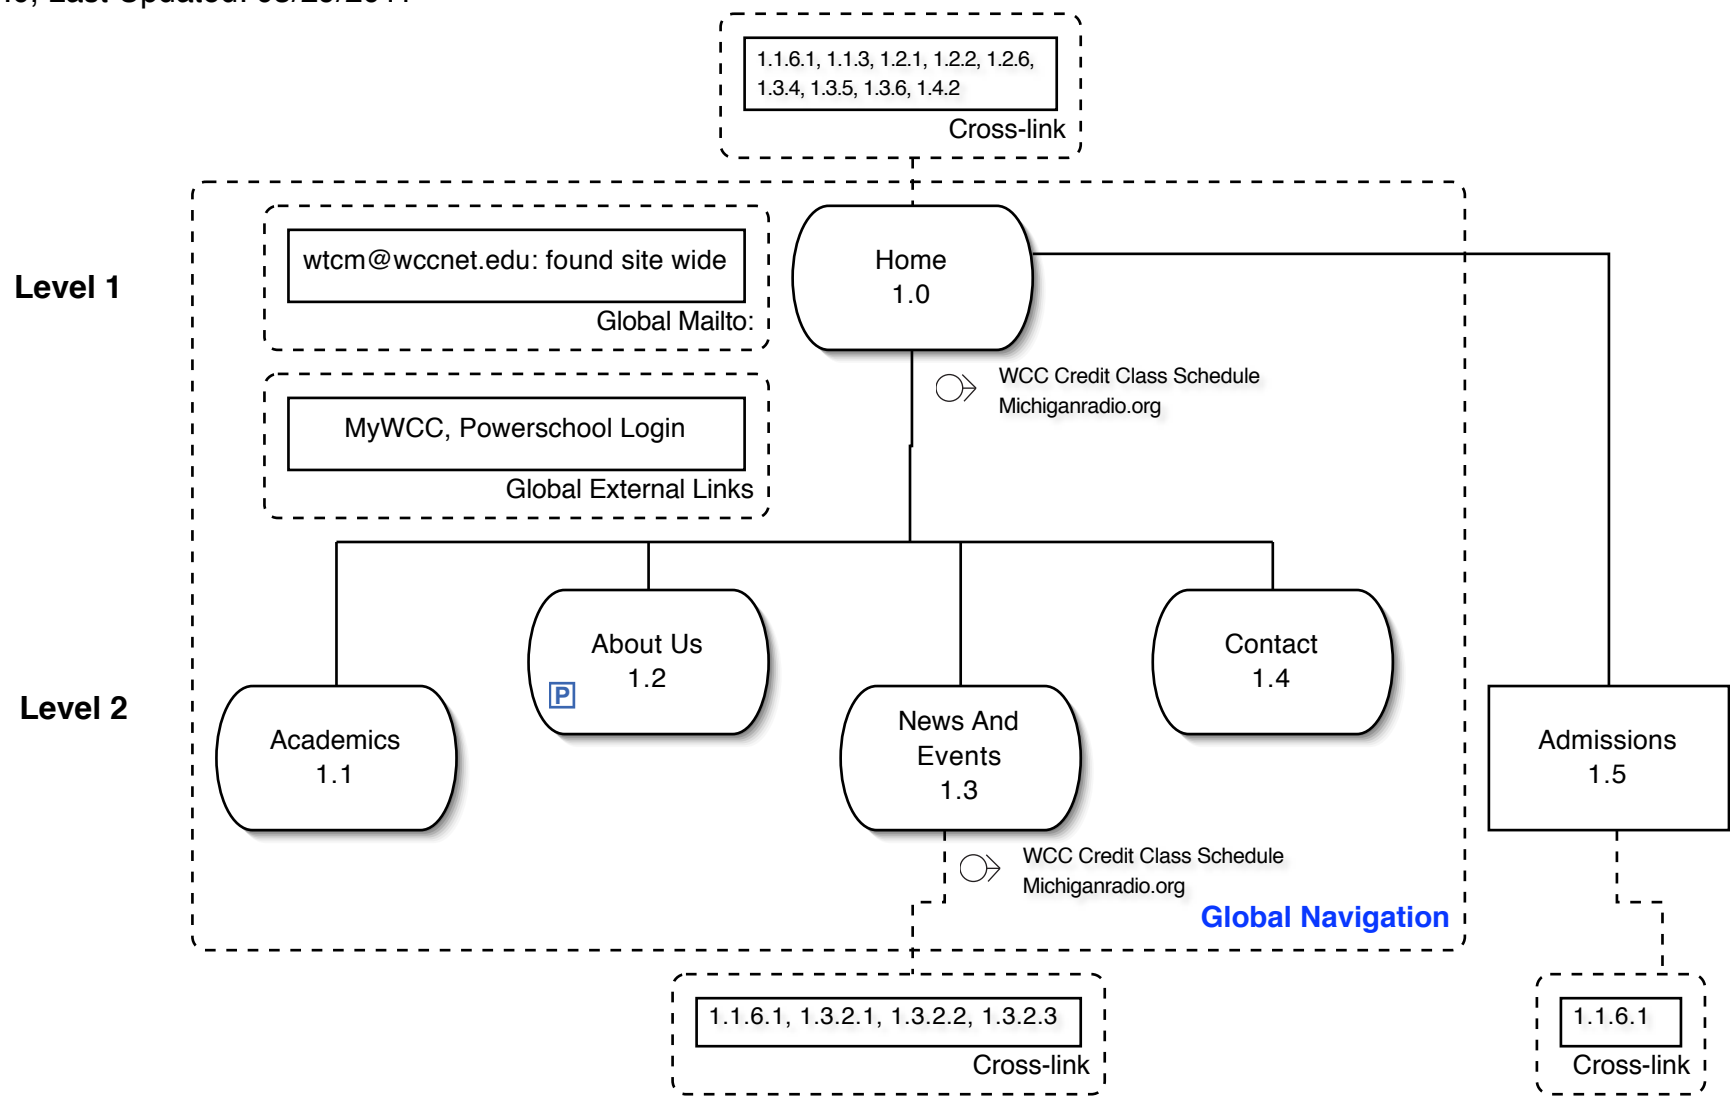 1.1.6.1, 1.1.3, 1.2.1, 1.2.2, 1.2.6,
1.3.4, 1.3.5, 1.3.6, 1.4.2
Cross-link
Level 1
wtcm@wccnet.edu: found site wide
Global Mailto:
Home
1.0
WCC Credit Class Schedule
Michiganradio.org
MyWCC, Powerschool Login
Global External Links
Level 2
Academics
1.1
About Us
1.2
P
News And
Events
1.3
Contact
1.4
Admissions
1.5
WCC Credit Class Schedule
Michiganradio.org
Global Navigation
1.1.6.1, 1.3.2.1, 1.3.2.2, 1.3.2.3
Cross-link
1.1.6.1
Cross-link